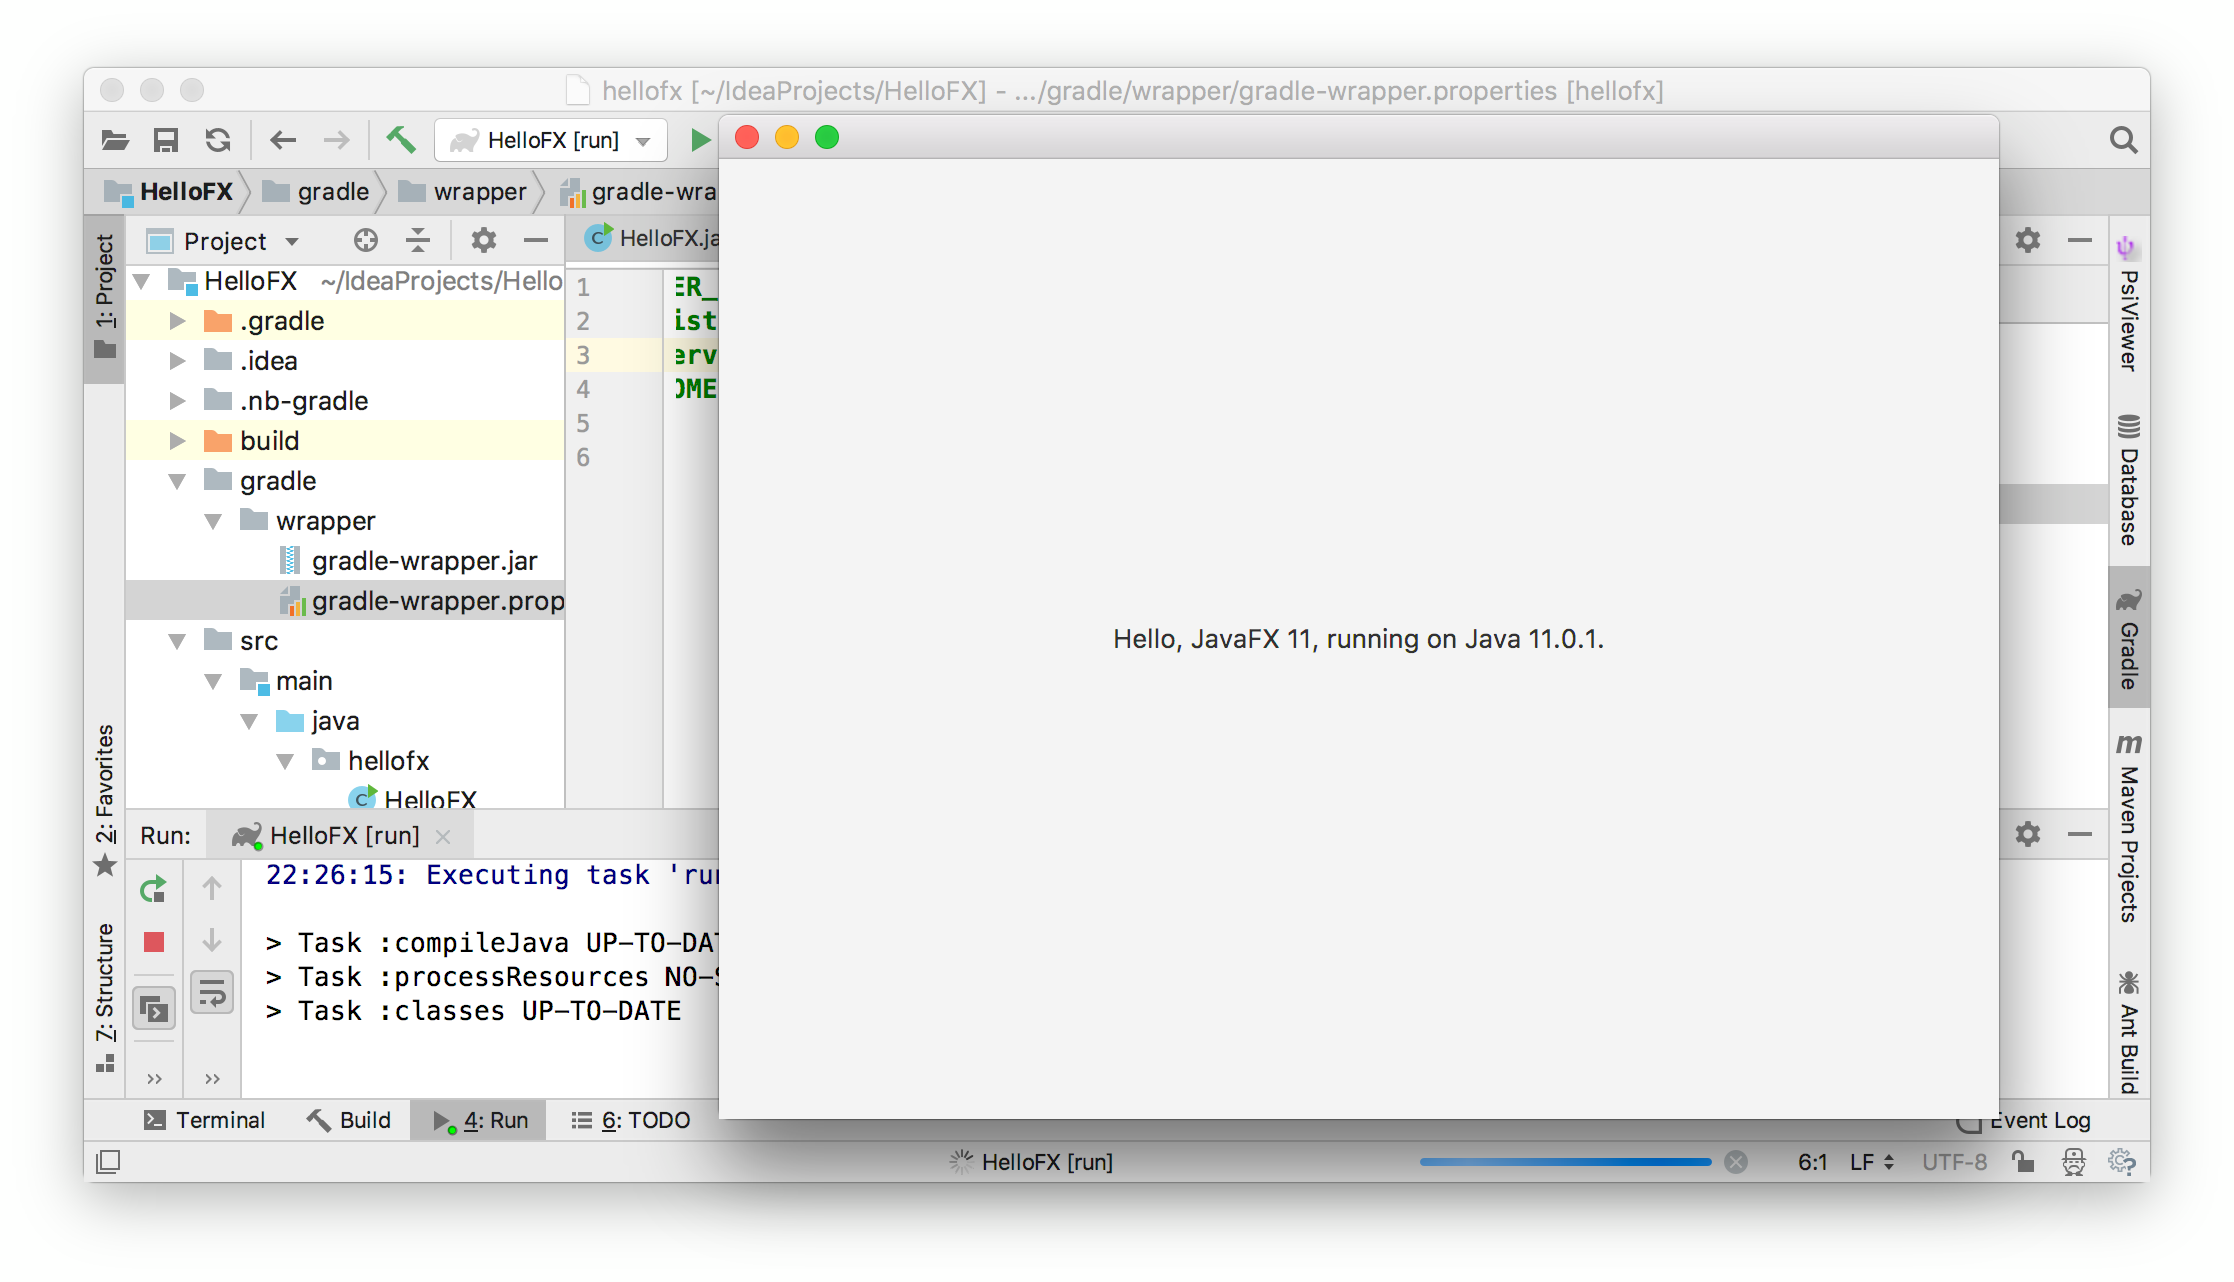 hellofx [~/IdeaProjects/HelloFX] - .../gradle/wrapper/gradle-wrapper.properties [hellofx]
HelloFX [run]
HelloFX gradle wrapper gradle-wra
1: Project
Project
HelloFX.ja
HelloFX ~/IdeaProjects/Hello
.gradle
.idea
.nb-gradle
build
gradle
wrapper
gradle-wrapper.jar
gradle-wrapper.prop
src
main
java
hellofx
HelloFX
1 ER_
2 ist
3 erv
4 OME
5
6
Hello, JavaFX 11, running on Java 11.0.1.
PsiViewer
Database
Gradle
Maven Projects
Ant Build
2: Favorites
7: Structure
Run: HelloFX [run]
22:26:15: Executing task 'run
> Task :compileJava UP-TO-DAT
> Task :processResources NO-S
> Task :classes UP-TO-DATE
Terminal Build 4: Run 6: TODO Event Log
HelloFX [run] 6:1 LF UTF-8